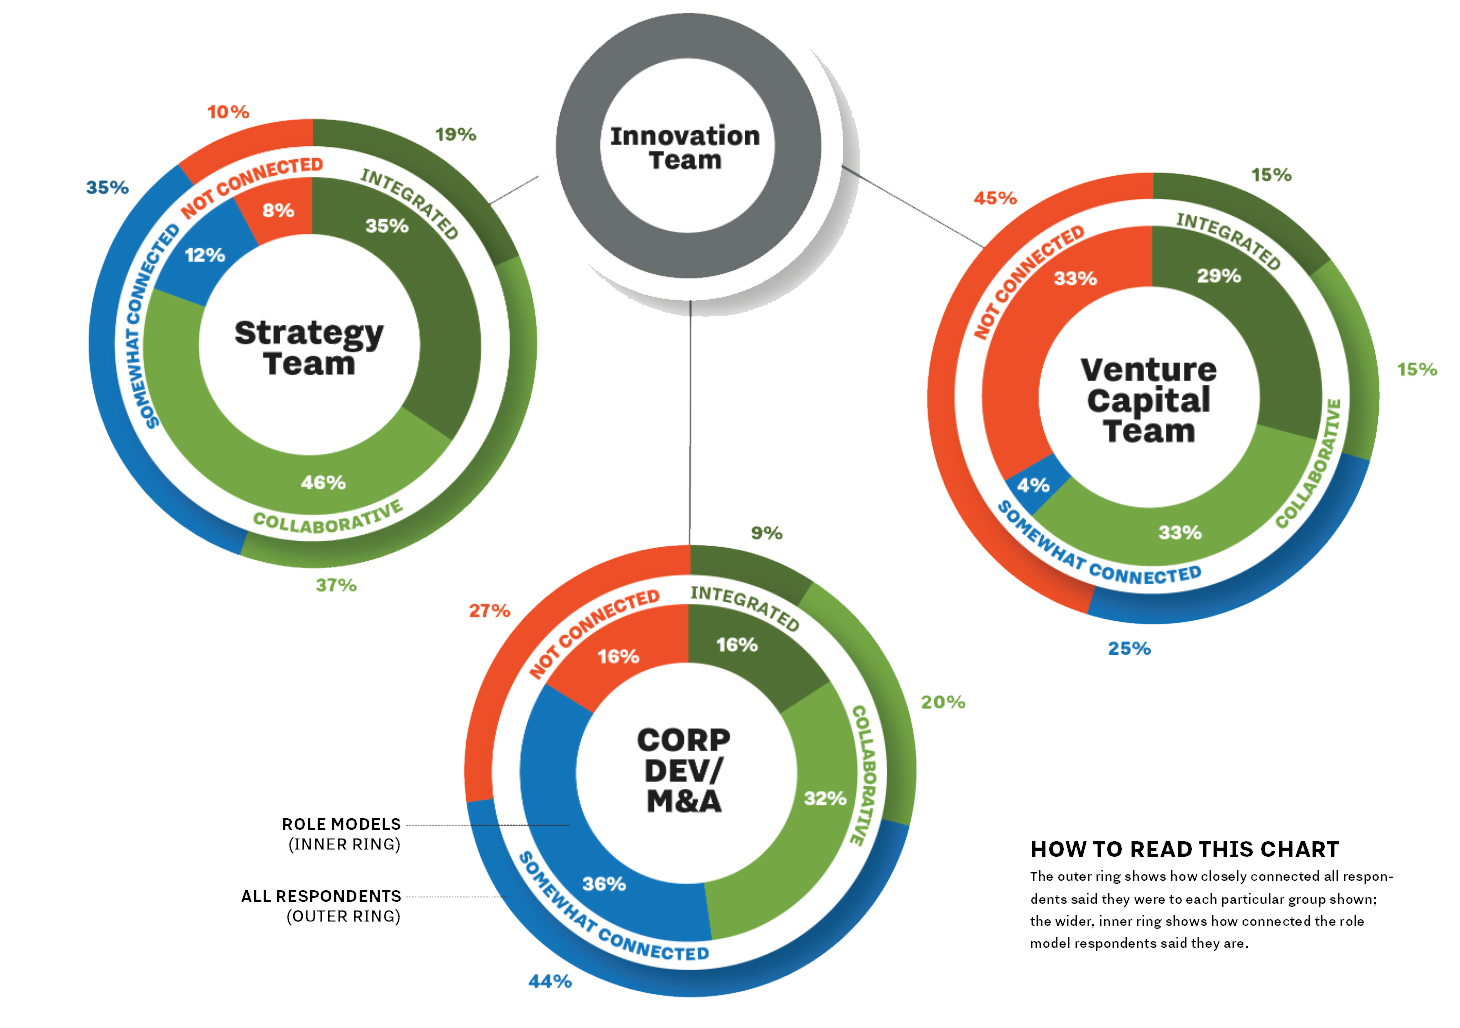 Innovation
Team
10%
19%
35%
NOT CONNECTED
INTEGRATED
SOMEWHAT CONNECTED
8%
35%
12%
Strategy
Team
46%
COLLABORATIVE
37%
45%
15%
NOT CONNECTED
INTEGRATED
33%
29%
15%
Venture
Capital
Team
COLLABORATIVE
4%
33%
SOMEWHAT CONNECTED
25%
9%
27%
NOT CONNECTED
INTEGRATED
16%
16%
20%
COLLABORATIVE
CORP
DEV/
M&A
32%
36%
SOMEWHAT CONNECTED
44%
ROLE MODELS
(INNER RING)
ALL RESPONDENTS
(OUTER RING)
HOW TO READ THIS CHART
The outer ring shows how closely connected all respon-
dents said they were to each particular group shown;
the wider, inner ring shows how connected the role
model respondents said they are.